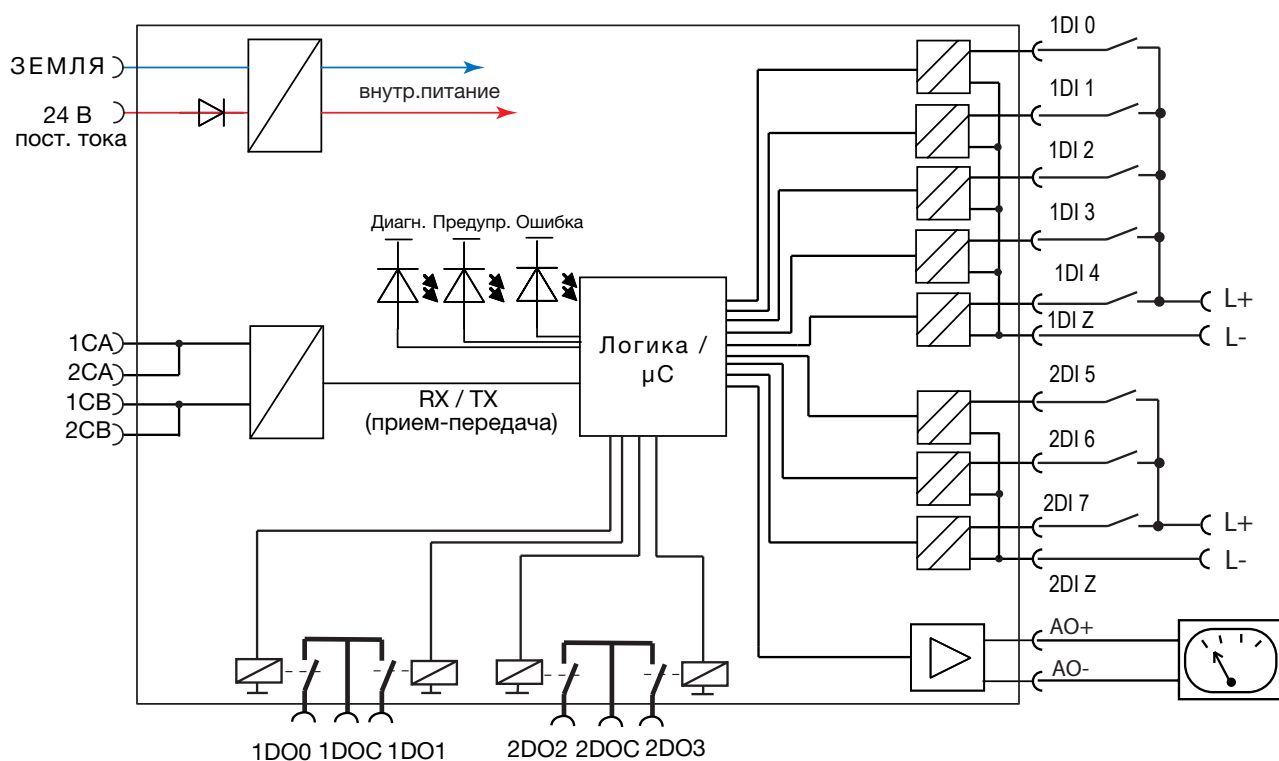 ЗЕМЛЯ
24 В
пост. тока
внутр.питание
Диагн. Предупр. Ошибка
1CA
2CA
1CB
2CB
RX / TX
(прием-передача)
Логика /
µC
1DI 0
1DI 1
1DI 2
1DI 3
1DI 4
L+
1DI Z
L-
2DI 5
2DI 6
2DI 7
L+
L-
2DI Z
AO+
AO-
1DO0 1DOC 1DO1
2DO2 2DOC 2DO3